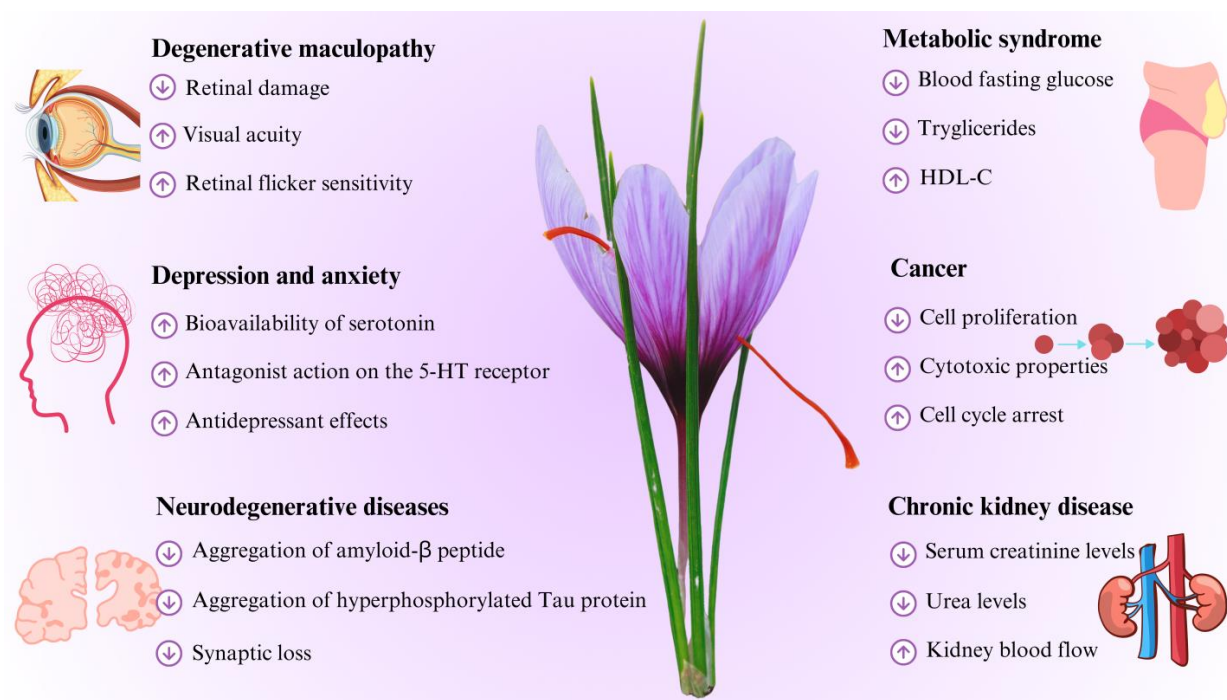 Degenerative maculopathy
Retinal damage
Visual acuity
Retinal flicker sensitivity
Depression and anxiety
Bioavailability of serotonin
Antagonist action on the 5-HT receptor
Antidepressant effects
Neurodegenerative diseases
Aggregation of amyloid-β peptide
Aggregation of hyperphosphorylated Tau protein
Synaptic loss
Metabolic syndrome
Blood fasting glucose
Tryglicerides
HDL-C
Cancer
Cell proliferation
Cytotoxic properties
Cell cycle arrest
Chronic kidney disease
Serum creatinine levels
Urea levels
Kidney blood flow